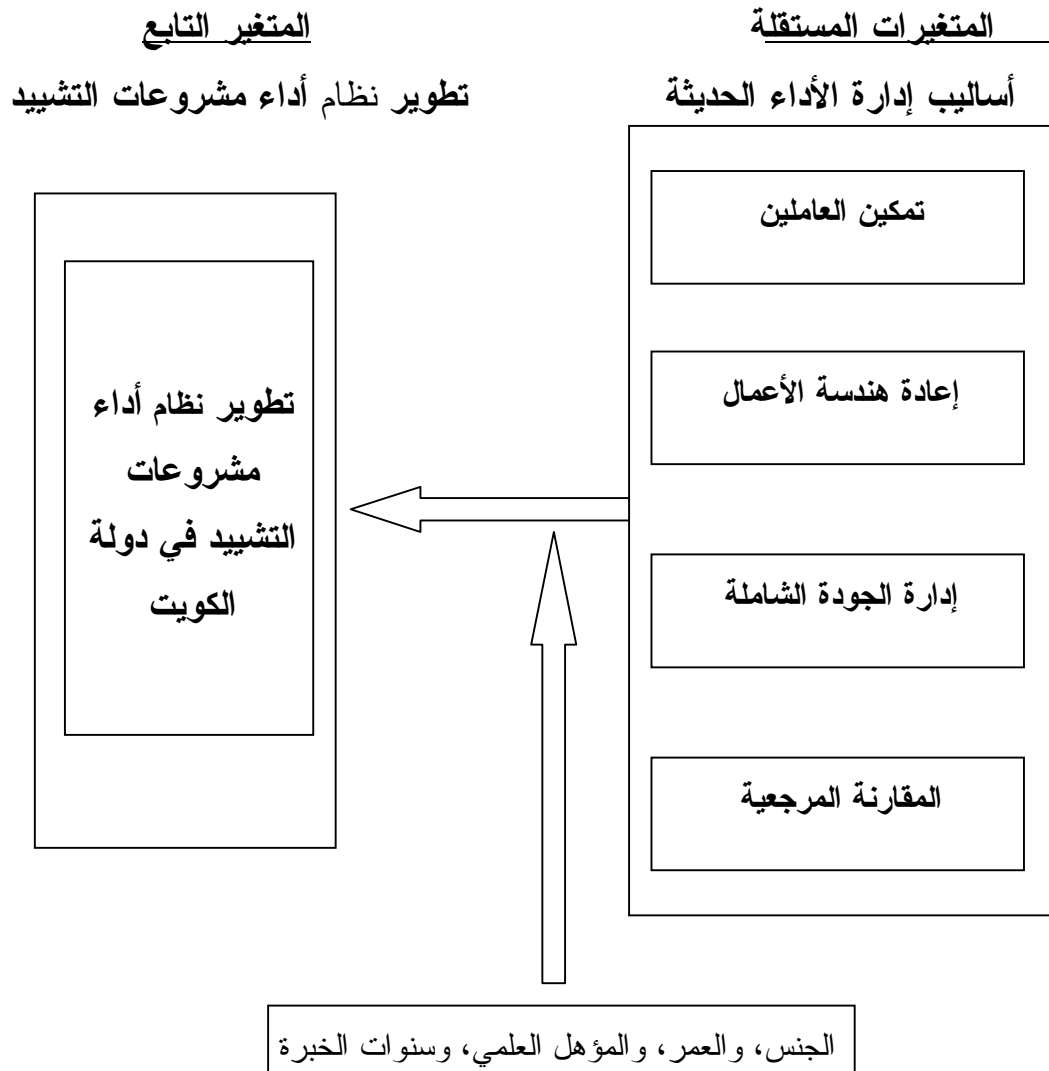 المتغيرات المستقلة
المتغير التابع
أساليب إدارة الأداء الحديثة
تطوير نظام أداء مشروعات التشييد
تمكين العاملين
إعادة هندسة الأعمال
إدارة الجودة الشاملة
المقارنة المرجعية
تطوير نظام أداء
مشروعات
التشييد في دولة
الكويت
الجنس، والعمر، والمؤهل العلمي، وسنوات الخبرة